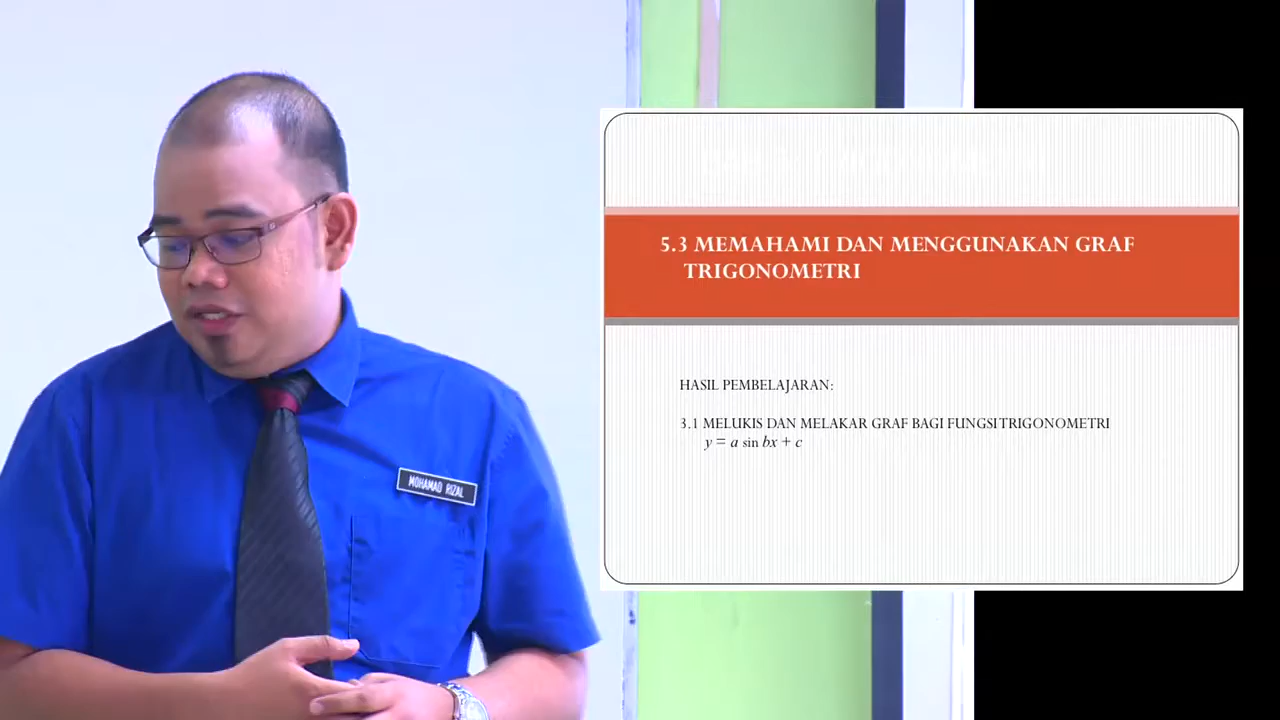 5.3 MEMAHAMI DAN MENGGUNAKAN GRAF
TRIGONOMETRI
HASIL PEMBELAJARAN:
3.1 MELUKIS DAN MELAKAR GRAF BAGI FUNGSI TRIGONOMETRI
y = a sin bx + c
MOHAMAD RIZAL